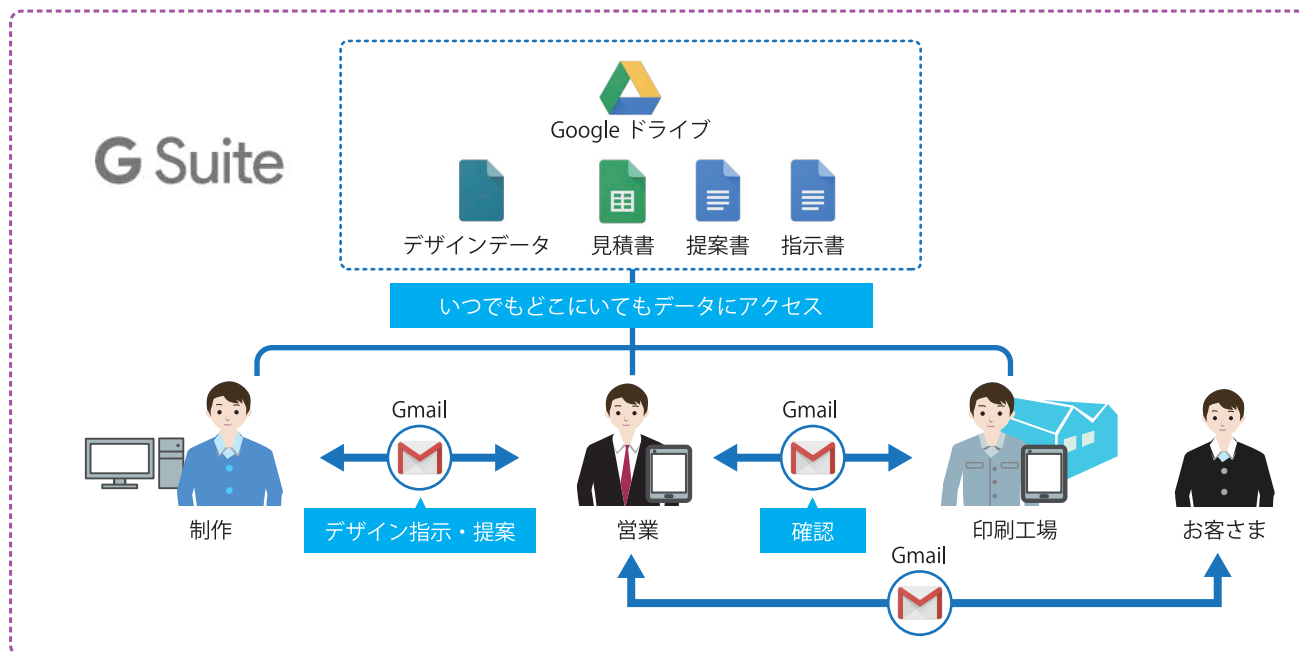 G Suite
Google ドライブ
デザインデータ
見積書
提案書
指示書
いつでもどこにいてもデータにアクセス
Gmail
Gmail
制作
デザイン指示・提案
営業
確認
印刷工場
お客さま
Gmail